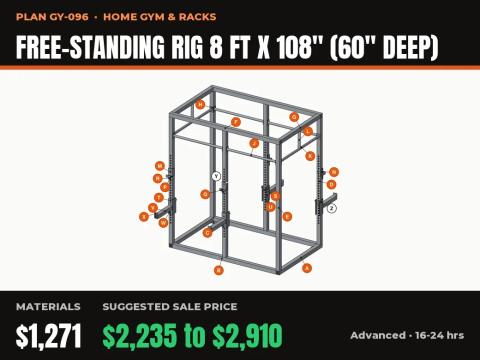 PLAN GY-096 • HOME GYM & RACKS
FREE-STANDING RIG 8 FT X 108" (60" DEEP)
MATERIALS
SUGGESTED SALE PRICE
$1,271
$2,235 to $2,910
Advanced • 16-24 hrs